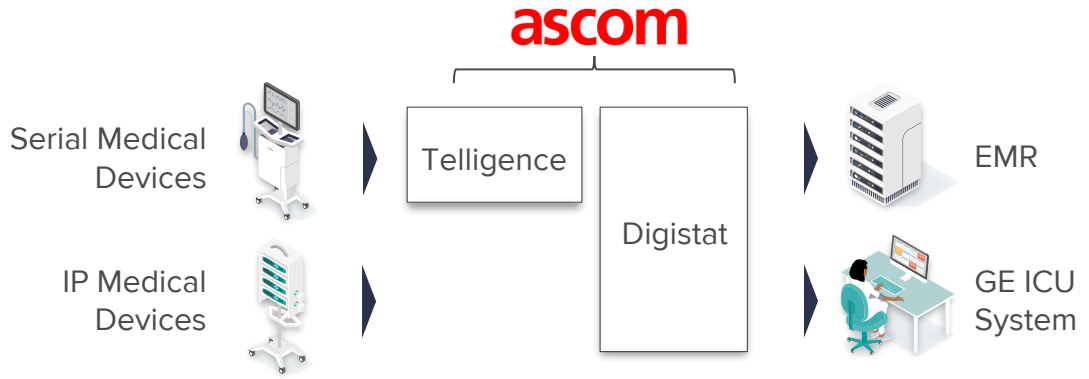 ascom
Serial Medical
Devices
Telligence
EMR
Digistat
IP Medical
Devices
GE ICU
System